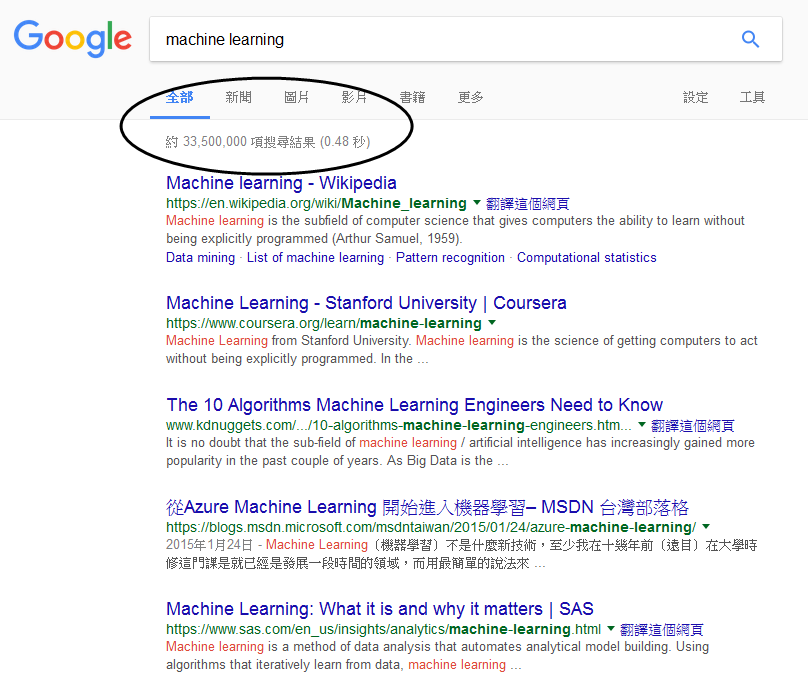 Google machine learning
全部 新聞 圖片 影片 書籍 更多 設定 工具
約 33,500,000 項搜尋結果 (0.48 秒)
Machine learning - Wikipedia
https://en.wikipedia.org/wiki/Machine_learning ▼ 翻譯這個網頁
Machine learning is the subfield of computer science that gives computers the ability to learn without
being explicitly programmed (Arthur Samuel, 1959).
Data mining · List of machine learning · Pattern recognition · Computational statistics
Machine Learning - Stanford University | Coursera
https://www.coursera.org/learn/machine-learning ▼
Machine Learning from Stanford University. Machine learning is the science of getting computers to act
without being explicitly programmed. In the ...
The 10 Algorithms Machine Learning Engineers Need to Know
www.kdnuggets.com/.../10-algorithms-machine-learning-engineers.htm... ▼ 翻譯這個網頁
It is no doubt that the sub-field of machine learning / artificial intelligence has increasingly gained more
popularity in the past couple of years. As Big Data is the ...
從Azure Machine Learning 開始進入機器學習– MSDN 台灣部落格
https://blogs.msdn.microsoft.com/msdntaiwan/2015/01/24/azure-machine-learning/ ▼
2015年1月24日 - Machine Learning〔機器學習〕不是什麼新技術，至少我在十幾年前〔遠目〕在大學時
修這門課是就已經是發展一段時間的領域，而用最簡單的說法來 ...
Machine Learning: What it is and why it matters | SAS
https://www.sas.com/en_us/insights/analytics/machine-learning.html ▼ 翻譯這個網頁
Machine learning is a method of data analysis that automates analytical model building. Using
algorithms that iteratively learn from data, machine learning ...